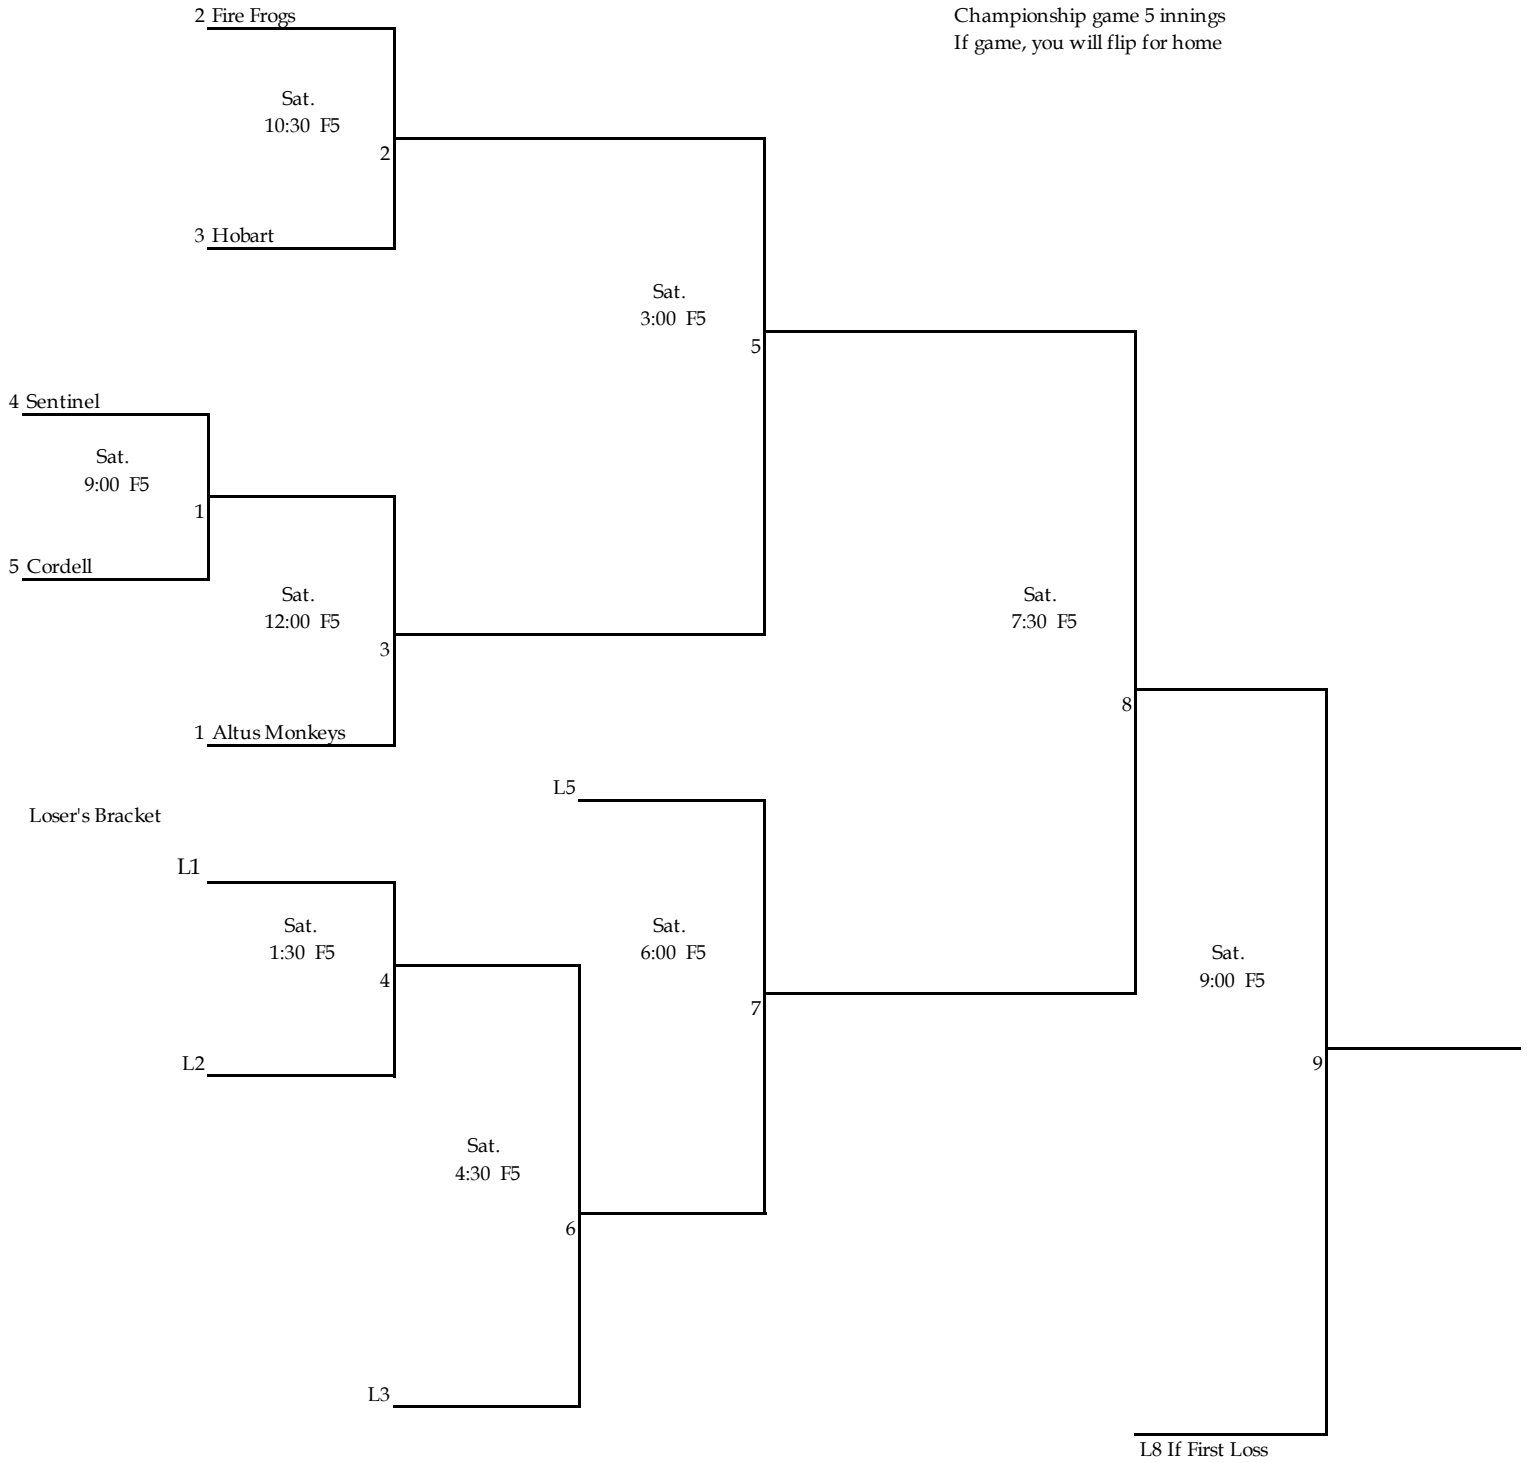 2 Fire Frogs
Championship game 5 innings
If game, you will flip for home
Sat.
10:30 F5
2
3 Hobart
Sat.
3:00 F5
5
4 Sentinel
Sat.
9:00 F5
1
5 Cordell
Sat.
12:00 F5
3
Sat.
7:30 F5
8
1 Altus Monkeys
L5
Loser's Bracket
L1
Sat.
1:30 F5
4
Sat.
6:00 F5
7
Sat.
9:00 F5
9
L2
Sat.
4:30 F5
6
L3
L8 If First Loss